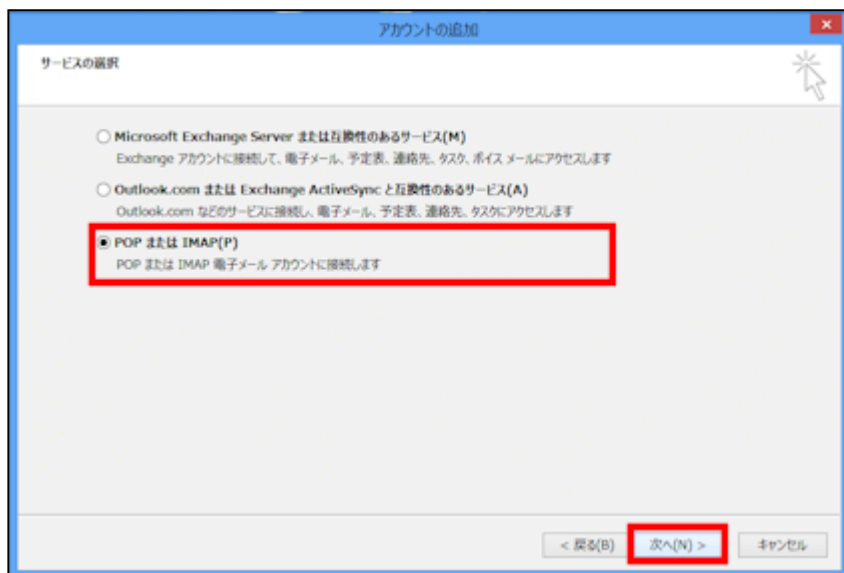 アカウントの追加
サービスの選択
Microsoft Exchange Server または互換性のあるサービス(M)
Exchange アカウントに接続して、電子メール、予定表、連絡先、タスク、ボイス メールにアクセスします
Outlook.com または Exchange ActiveSync と互換性のあるサービス(A)
Outlook.com などのサービスに接続し、電子メール、予定表、連絡先、タスクにアクセスします
POP または IMAP(P)
POP または IMAP 電子メール アカウントに接続します
< 戻る(B) 次へ(N) > キャンセル